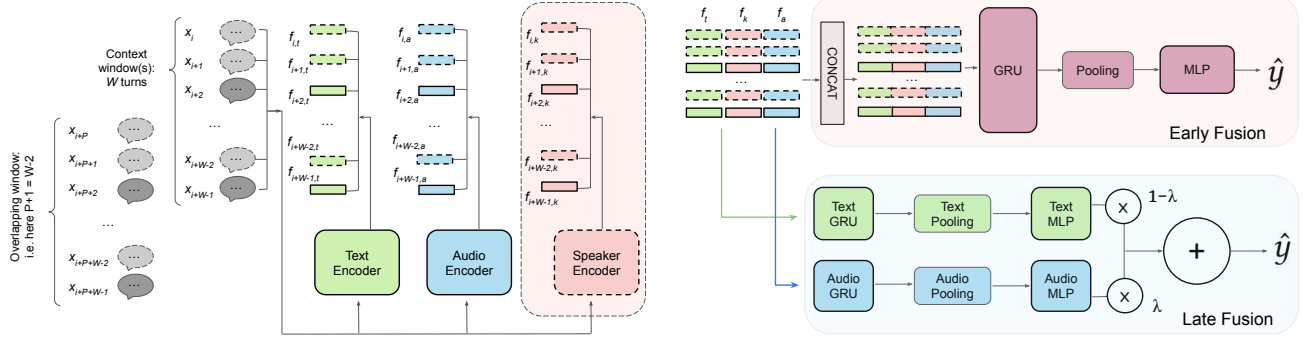 Context
window(s):
W turns
x_i
x_{i+1}
x_{i+2}
...
x_{i+W-2}
x_{i+W-1}
...
...
...
...
...
Overlapping window:
i.e. here P+1 = W-2
x_{i+P}
x_{i+P+1}
x_{i+P+2}
...
x_{i+P+W-2}
x_{i+P+W-1}
...
...
...
...
...
f_{i,t}
f_{i+1,t}
f_{i+2,t}
...
f_{i+W-2,t}
f_{i+W-1,t}
f_{i,a}
f_{i+1,a}
f_{i+2,a}
...
f_{i+W-2,a}
f_{i+W-1,a}
f_{i,k}
f_{i+1,k}
f_{i+2,k}
...
f_{i+W-2,k}
f_{i+W-1,k}
Text
Encoder
Audio
Encoder
Speaker
Encoder
f_t f_k f_a
...
CONCAT
...
GRU
Pooling
MLP
ŷ
Early Fusion
Text
GRU
Text
Pooling
Text
MLP
x
1-λ
Audio
GRU
Audio
Pooling
Audio
MLP
x
λ
+
ŷ
Late Fusion